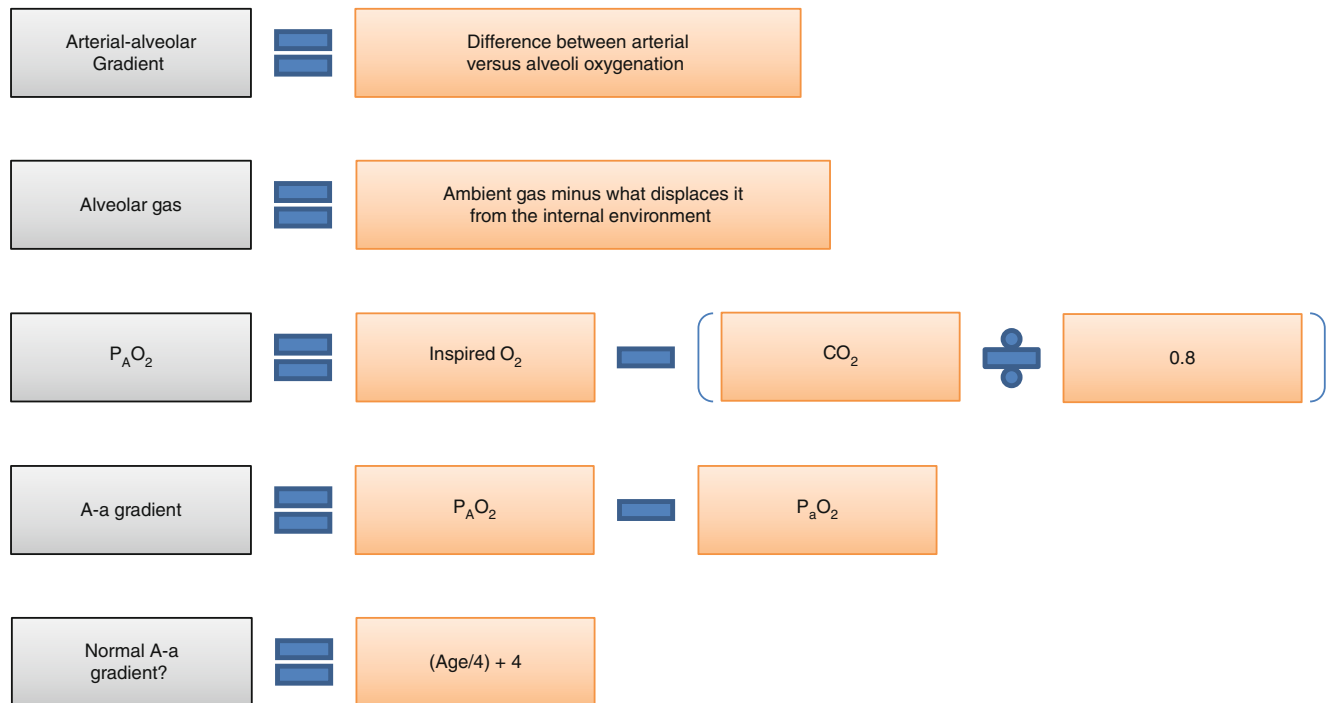 Arterial-alveolar
Gradient
Difference between arterial
versus alveoli oxygenation
Alveolar gas
Ambient gas minus what displaces it
from the internal environment
PAO2
Inspired O2
CO2
0.8
A-a gradient
PAO2
PaO2
Normal A-a
gradient?
(Age/4) + 4